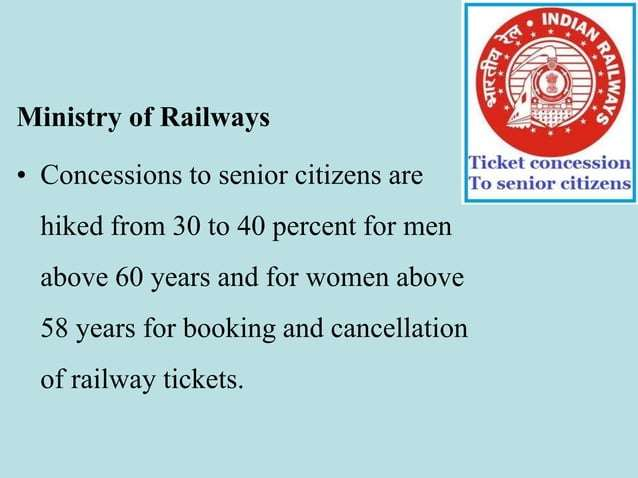 भारतीय रेल INDIAN RAILWAYS
Ticket concession
To senior citizens
Ministry of Railways
• Concessions to senior citizens are
hiked from 30 to 40 percent for men
above 60 years and for women above
58 years for booking and cancellation
of railway tickets.